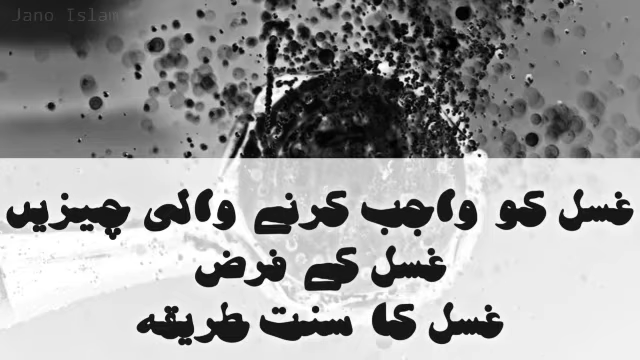 Jano Islam
غسل کو واجب کرنے والی چیزیں
غسل کے فرض
غسل کا سنت طریقہ